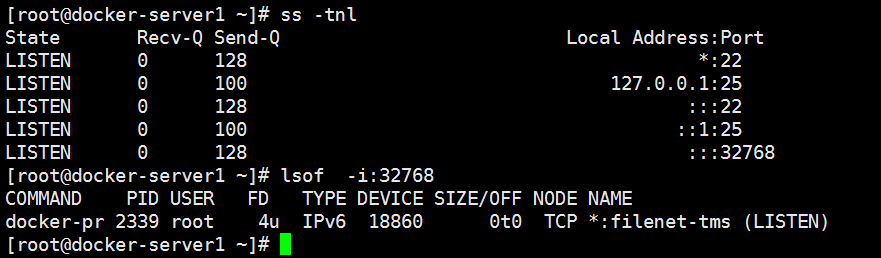 [root@docker-server1 ~]# ss -tnl
State Recv-Q Send-Q Local Address:Port
LISTEN 0 128 *:22
LISTEN 0 100 127.0.0.1:25
LISTEN 0 128 :::22
LISTEN 0 100 ::1:25
LISTEN 0 128 :::32768
[root@docker-server1 ~]# lsof  -i:32768
COMMAND PID USER FD TYPE DEVICE SIZE/OFF NODE NAME
docker-pr 2339 root 4u IPv6 18860 0t0 TCP *:filenet-tms (LISTEN)
[root@docker-server1 ~]#